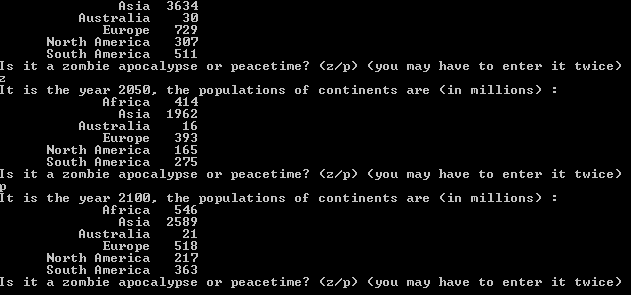 Asia 3634
Australia 30
Europe 729
North America 307
South America 511
Is it a zombie apocalypse or peacetime? (z/p) (you may have to enter it twice)
z
It is the year 2050, the populations of continents are (in millions) :
Africa 414
Asia 1962
Australia 16
Europe 393
North America 165
South America 275
Is it a zombie apocalypse or peacetime? (z/p) (you may have to enter it twice)
p
It is the year 2100, the populations of continents are (in millions) :
Africa 546
Asia 2589
Australia 21
Europe 518
North America 217
South America 363
Is it a zombie apocalypse or peacetime? (z/p) (you may have to enter it twice)